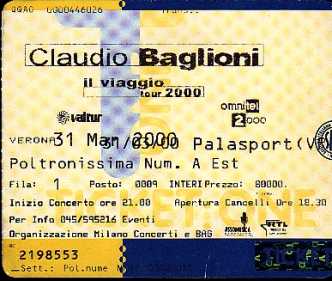 0000446026
Claudio Baglioni
il viaggio
tour 2000
valtur
omnitel
2000
VERONA 31 Mar 2000
31/03/00 Palasport(V
Poltronissima Num. A Est
Fila: 1 Posto: 0009 INTERI Prezzo: 80000.
Inizio Concerto ore 21.00 Apertura Cancelli Ore 18.30
Per Info 045/595216 Eventi
Organizzazione Milano Concerti e BAG
ASSOMUSICA
2198553
Sett.: Pol.nume